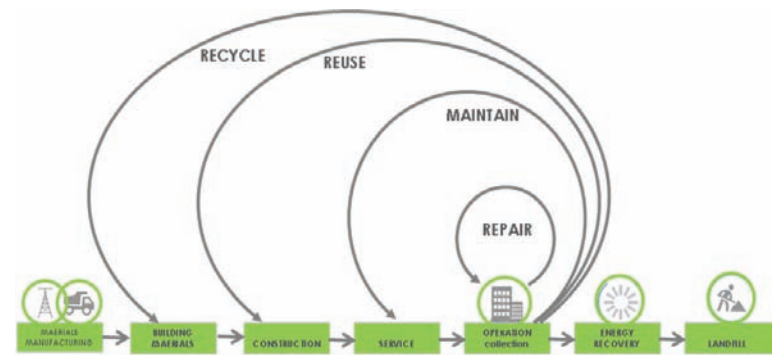 RECYCLE
REUSE
MAINTAIN
REPAIR
MATERIALS
MANUFACTURING
BUILDING
MATERIALS
CONSTRUCTION
SERVICE
OPERATION
collection
ENERGY
RECOVERY
LANDFILL